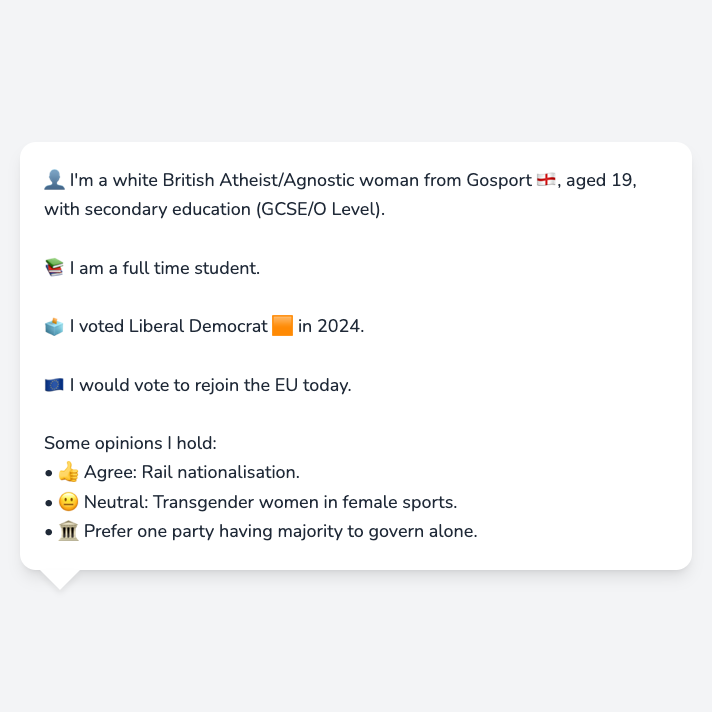 👤 I'm a white British Atheist/Agnostic woman from Gosport 🏴󠁧󠁢󠁥󠁮󠁧󠁿, aged 19,
with secondary education (GCSE/O Level).
📚 I am a full time student.
🗳️ I voted Liberal Democrat 🟧 in 2024.
🇪🇺 I would vote to rejoin the EU today.
Some opinions I hold:
• 👍 Agree: Rail nationalisation.
• 😐 Neutral: Transgender women in female sports.
• 🏛️ Prefer one party having majority to govern alone.